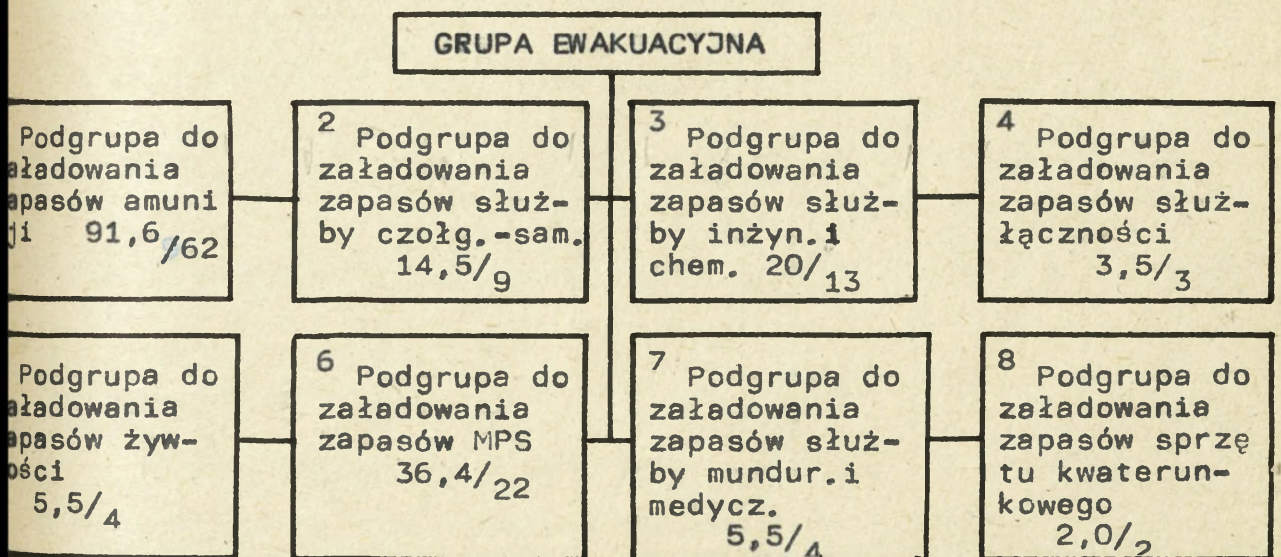 GRUPA EWAKUACYJNA
Podgrupa do
aładowania
apasów amuni
ji 91,6/62
2 Podgrupa do
załadowania
zapasów służ-
by czołg.-sam.
14,5/9
3 Podgrupa do
załadowania
zapasów służ-
by inżyn.i
chem. 20/13
4 Podgrupa do
załadowania
zapasów służ-
łączności
3,5/3
Podgrupa do
aładowania
apasów żyw-
ości
5,5/4
6 Podgrupa do
załadowania
zapasów MPS
36,4/22
7 Podgrupa do
załadowania
zapasów służ-
by mundur.i
medycz.
5,5/4
8 Podgrupa do
załadowania
zapasów sprzę
tu kwaterun-
kowego
2,0/2